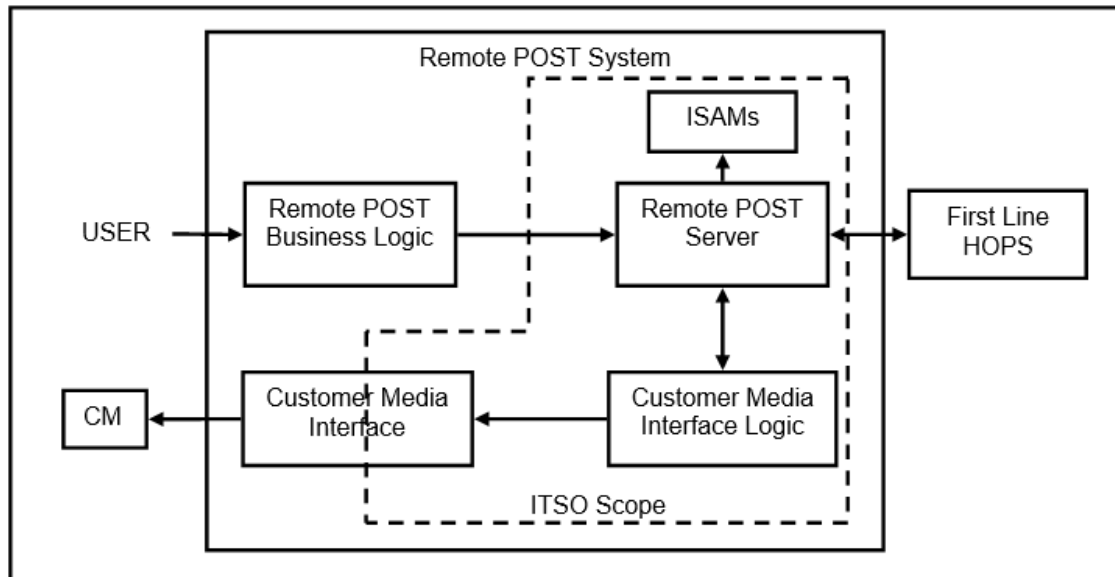 Remote POST System
ISAMs
USER
Remote POST
Business Logic
Remote POST
Server
First Line
HOPS
CM
Customer Media
Interface
Customer Media
Interface Logic
ITSO Scope